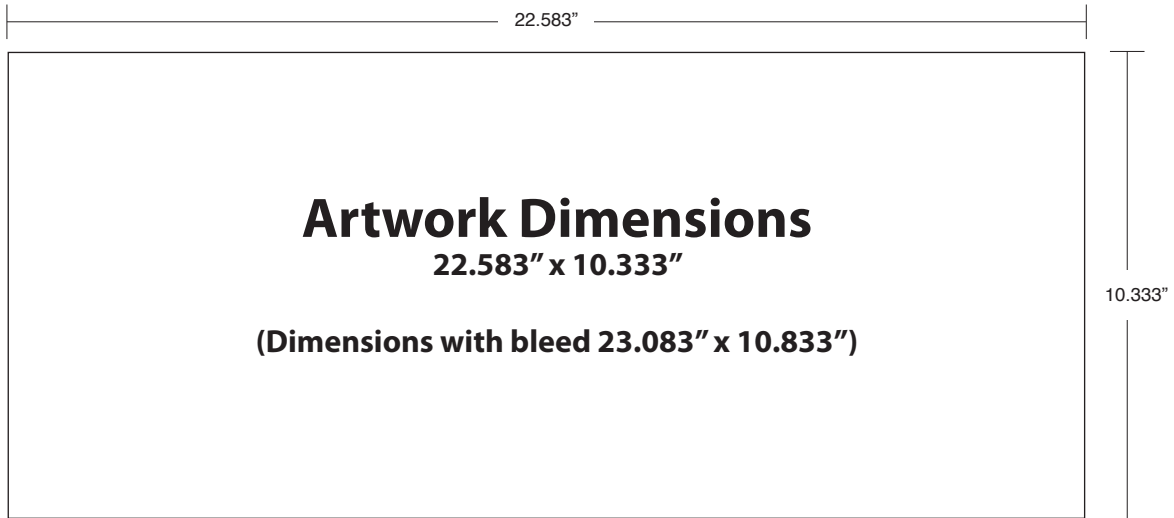 22.583”
Artwork Dimensions
22.583” x 10.333”
10.333”
(Dimensions with bleed 23.083” x 10.833”)